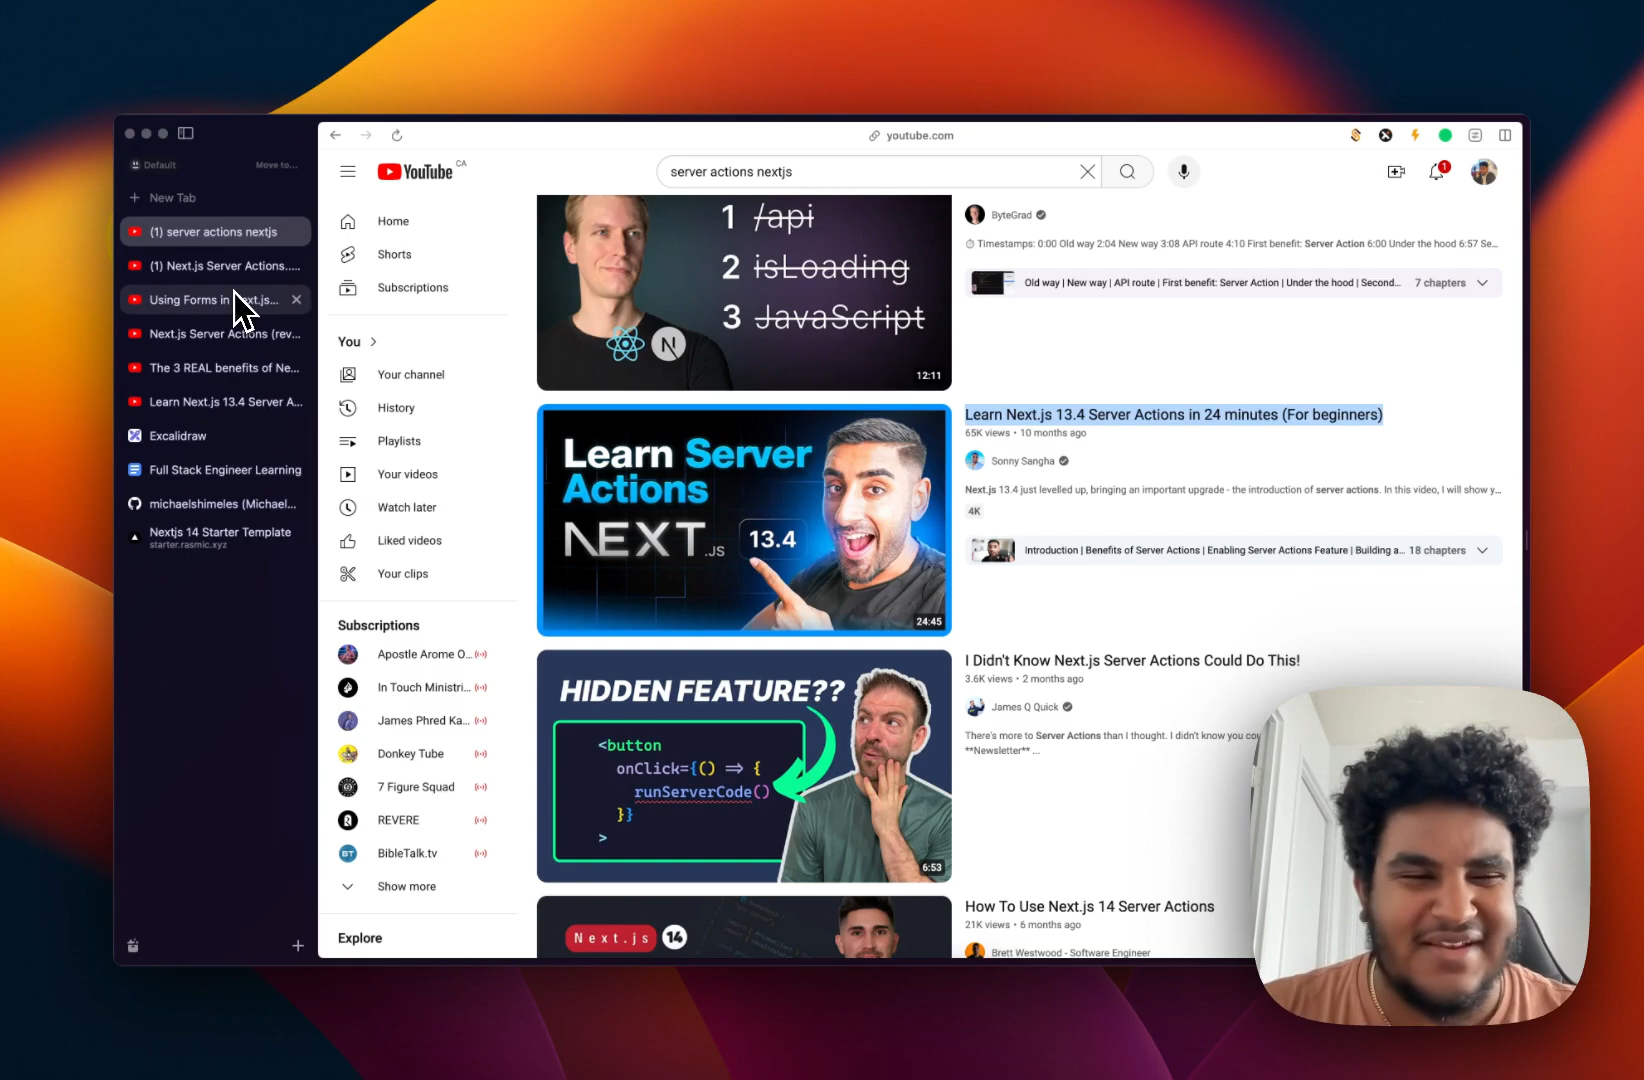 Default
Move to...
New Tab
(1) server actions nextjs
(1) Next.js Server Actions.....
Using Forms in Next.js...
Next.js Server Actions (rev...
The 3 REAL benefits of Ne...
Learn Next.js 13.4 Server A...
Excalidraw
Full Stack Engineer Learning
michaelshimeles (Michael...
Nextjs 14 Starter Template
starter.rasmic.xyz
youtube.com
YouTube CA
server actions nextjs
1
Home
Shorts
Subscriptions
You
Your channel
History
Playlists
Your videos
Watch later
Liked videos
Your clips
Subscriptions
Apostle Arome O...
In Touch Ministri...
James Phred Ka...
Donkey Tube
7 Figure Squad
REVERE
BT
BibleTalk.tv
Show more
Explore
1 /api
2 isLoading
3 JavaScript
N
12:11
ByteGrad
Timestamps: 0:00 Old way 2:04 New way 3:08 API route 4:10 First benefit: Server Action 6:00 Under the hood 6:57 Se...
Old way | New way | API route | First benefit: Server Action | Under the hood | Second...
7 chapters
Learn Server
Actions
NEXT.JS
13.4
24:45
Learn Next.js 13.4 Server Actions in 24 minutes (For beginners)
65K views • 10 months ago
Sonny Sangha
Next.js 13.4 just levelled up, bringing an important upgrade - the introduction of server actions. In this video, I will show y...
4K
Introduction | Benefits of Server Actions | Enabling Server Actions Feature | Building a...
18 chapters
HIDDEN FEATURE??
<button
onClick={() => {
runServerCode()
}}
>
6:53
I Didn't Know Next.js Server Actions Could Do This!
3.6K views • 2 months ago
James Q Quick
There's more to Server Actions than I thought. I didn't know you cou
**Newsletter** ...
Next.js 14
How To Use Next.js 14 Server Actions
21K views • 6 months ago
Brett Westwood - Software Engineer